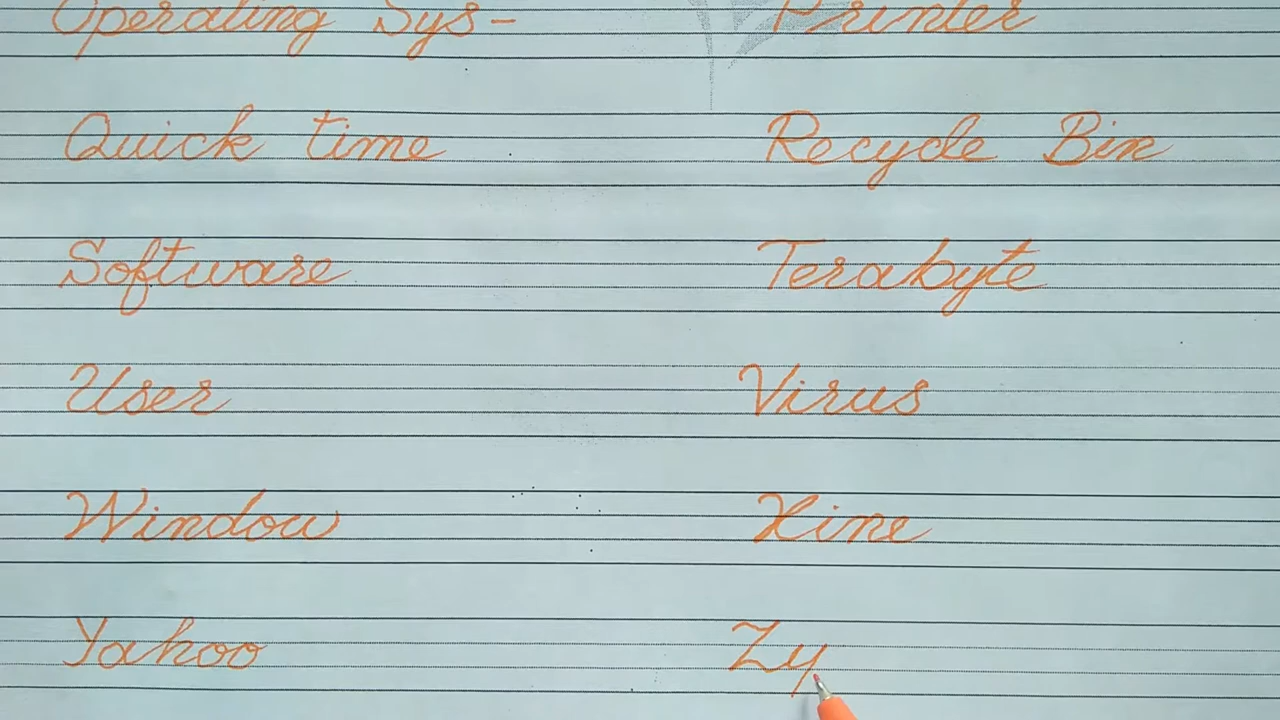 Operating Sys- Printer
Quick time Recycle Bin
Software Terabyte
User Virus
Window Xine
Yahoo Zy